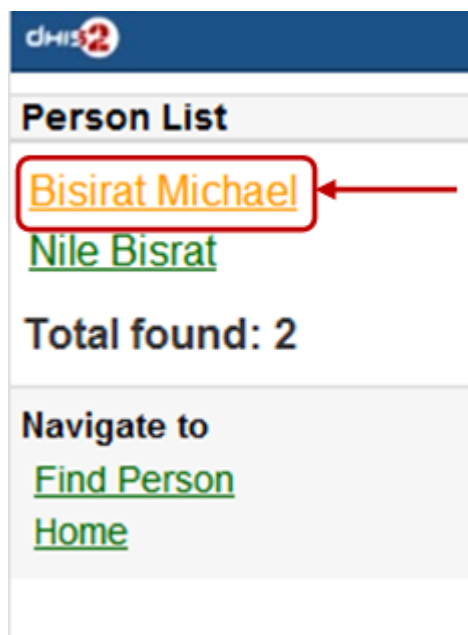 dHIS2
Person List
Bisirat Michael
Nile Bisrat
Total found: 2
Navigate to
Find Person
Home